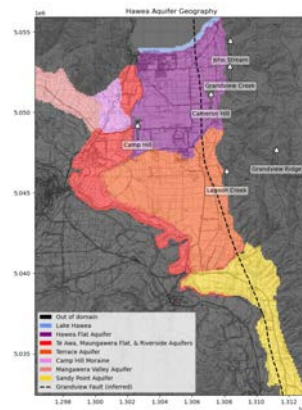 Hawea Aquifer Geography
1e6
5.055
5.050
5.045
5.040
5.035
John Stream
Grandview Creek
Cameron Hill
Camp Hill
Grandview Ridge
Lagoon Creek
Out of domain
Lake Hawea
Hawea Flat Aquifer
Te Awa, Maungawera Flat, & Riverside Aquifers
Terrace Aquifer
Camp Hill Moraine
Mangawera Valley Aquifer
Sandy Point Aquifer
Grandview Fault (inferred)
1.298 1.300 1.302 1.304 1.306 1.308 1.310 1.312
1e6